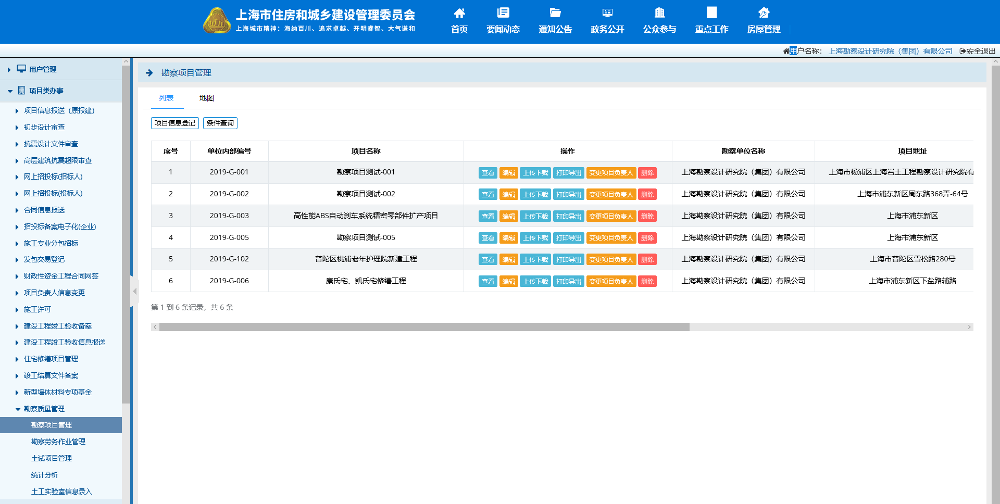 上海市住房和城乡建设管理委员会
上海城市精神：海纳百川、追求卓越、开明睿智、大气谦和
首页 要闻动态 通知公告 政务公开 公众参与 重点工作 房屋管理
用户名称： 上海勘察设计研究院（集团）有限公司 安全退出
用户管理
项目类办事
项目信息报送（原报建）
初步设计审查
抗震设计文件审查
高层建筑抗震超限审查
网上招投标(招标人)
网上招投标(投标人)
合同信息报送
招投标备案电子化(企业)
施工专业分包招标
发包交易登记
财政性资金工程合同网签
项目负责人信息变更
施工许可
建设工程竣工验收备案
建设工程竣工验收信息报送
住宅修缮项目管理
竣工结算文件备案
新型墙体材料专项基金
勘察质量管理
勘察项目管理
勘察劳务作业管理
土试项目管理
统计分析
土工实验室信息录入
勘察项目管理
列表 地图
项目信息登记 条件查询
序号 单位内部编号 项目名称 操作 勘察单位名称 项目地址
1 2019-G-001 勘察项目测试-001 查看 编辑 上传下载 打印导出 变更项目负责人 删除 上海勘察设计研究院（集团）有限公司 上海市杨浦区上海岩土工程勘察设计研究院有
2 2019-G-002 勘察项目测试-002 查看 编辑 上传下载 打印导出 变更项目负责人 删除 上海勘察设计研究院（集团）有限公司 上海市浦东新区周东路368弄-64号
3 2019-G-003 高性能ABS自动刹车系统精密零部件扩产项目 查看 编辑 上传下载 打印导出 变更项目负责人 删除 上海勘察设计研究院（集团）有限公司 上海市浦东新区
4 2019-G-005 勘察项目测试-005 查看 编辑 上传下载 打印导出 变更项目负责人 删除 上海勘察设计研究院（集团）有限公司 上海市浦东新区
5 2019-G-102 普陀区桃浦老年护理院新建工程 查看 编辑 上传下载 打印导出 变更项目负责人 删除 上海勘察设计研究院（集团）有限公司 上海市普陀区雪松路280号
6 2019-G-006 康氏宅、凯氏宅修缮工程 查看 编辑 上传下载 打印导出 变更项目负责人 删除 上海勘察设计研究院（集团）有限公司 上海市浦东新区下盐路辅路
第 1 到 6 条记录，共 6 条